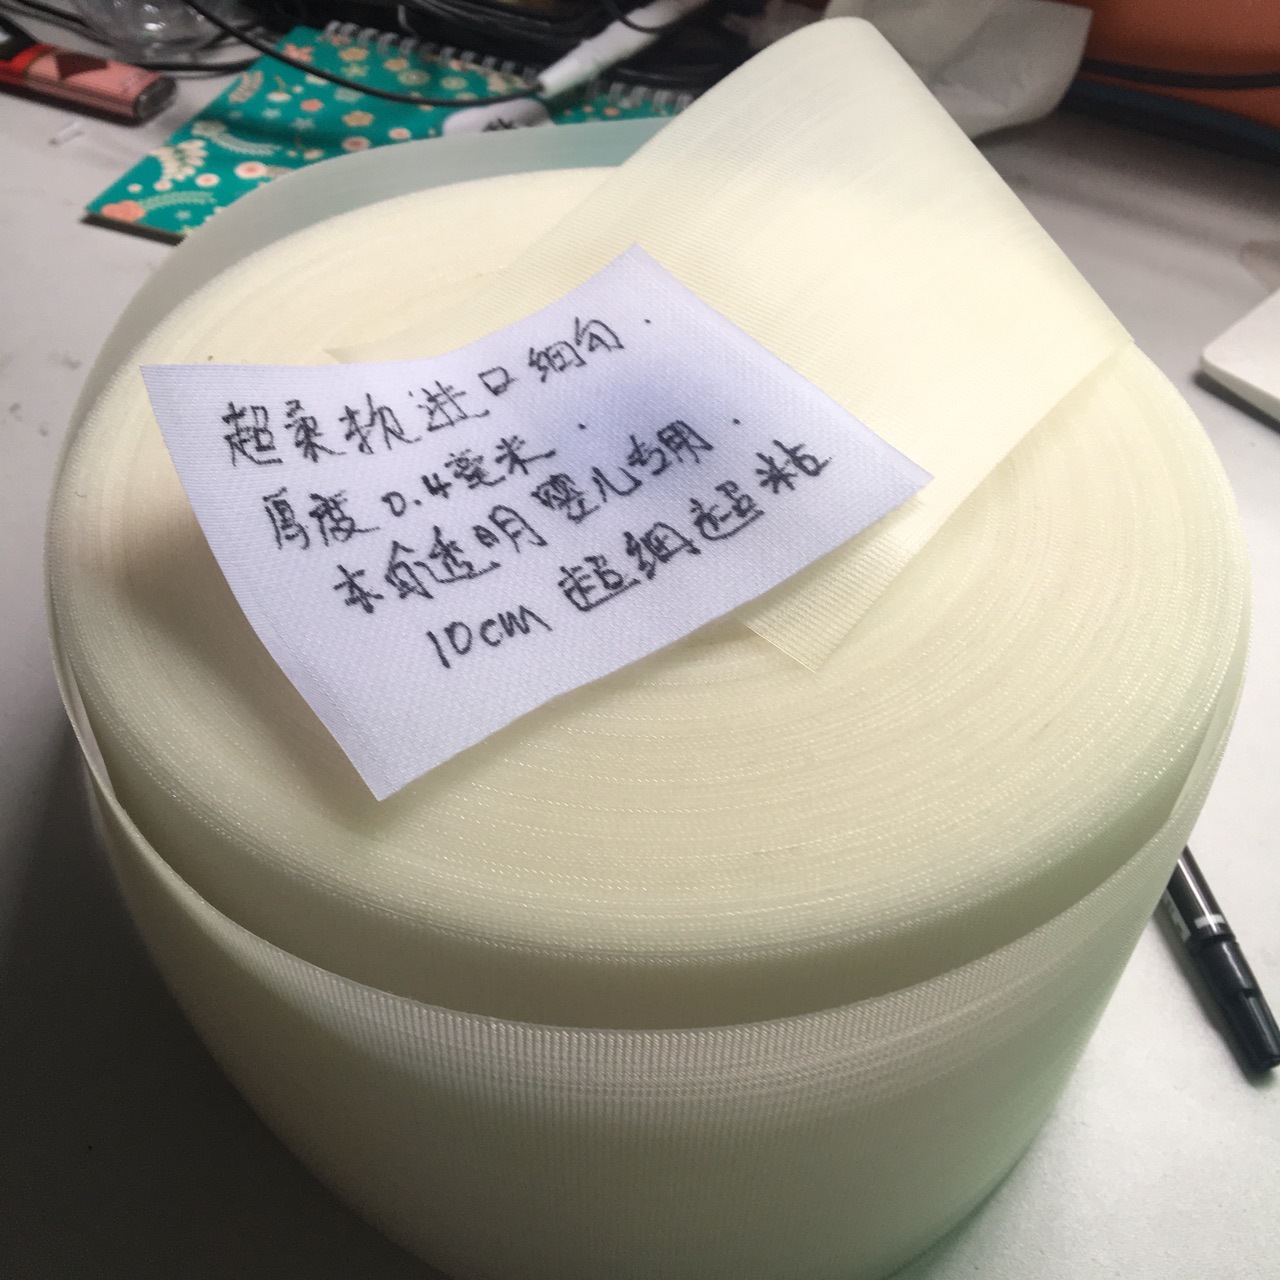 超柔软进口细勾.
厚度0.4毫米.
本白透明婴儿专用.
10cm 超细超粘